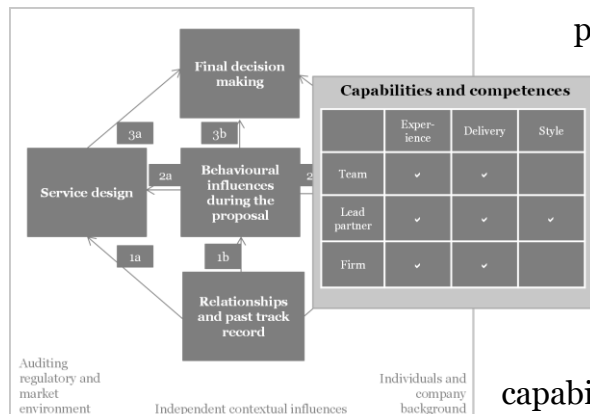 p
Final decision
making
Capabilities and competences
Exper-
ience
Delivery
Style
3a
3b
Service design
2a
Behavioural
influences
during the
proposal
2
Team
✓
✓
Lead
partner
✓
✓
✓
Firm
✓
✓
1a
1b
Relationships
and past track
record
Auditing
regulatory and
market
environment
Independent contextual influences
Individuals and
company
background
capabi